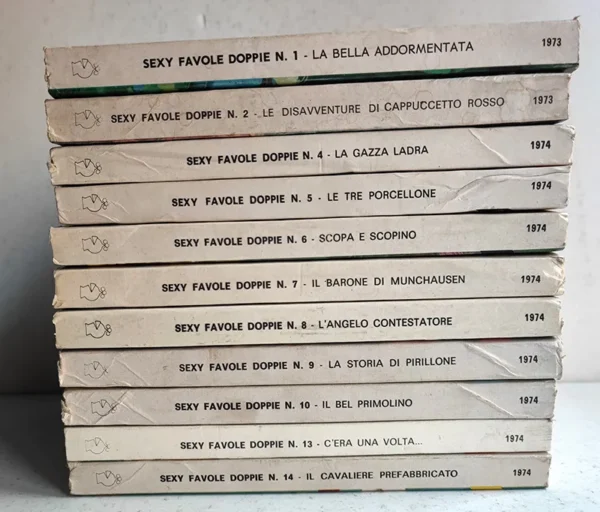 SEXY FAVOLE DOPPIE N. 1 - LA BELLA ADDORMENTATA 1973
SEXY FAVOLE DOPPIE N. 2 - LE DISAVVENTURE DI CAPPUCCETTO ROSSO 1973
SEXY FAVOLE DOPPIE N. 4 - LA GAZZA LADRA 1974
SEXY FAVOLE DOPPIE N. 5 - LE TRE PORCELLONE 1974
SEXY FAVOLE DOPPIE N. 6 - SCOPA E SCOPINO 1974
SEXY FAVOLE DOPPIE N. 7 - IL BARONE DI MUNCHAUSEN 1974
SEXY FAVOLE DOPPIE N. 8 - L'ANGELO CONTESTATORE 1974
SEXY FAVOLE DOPPIE N. 9 - LA STORIA DI PIRILLONE 1974
SEXY FAVOLE DOPPIE N. 10 - IL BEL PRIMOLINO 1974
SEXY FAVOLE DOPPIE N. 13 - C'ERA UNA VOLTA... 1974
SEXY FAVOLE DOPPIE N. 14 - IL CAVALIERE PREFABBRICATO 1974